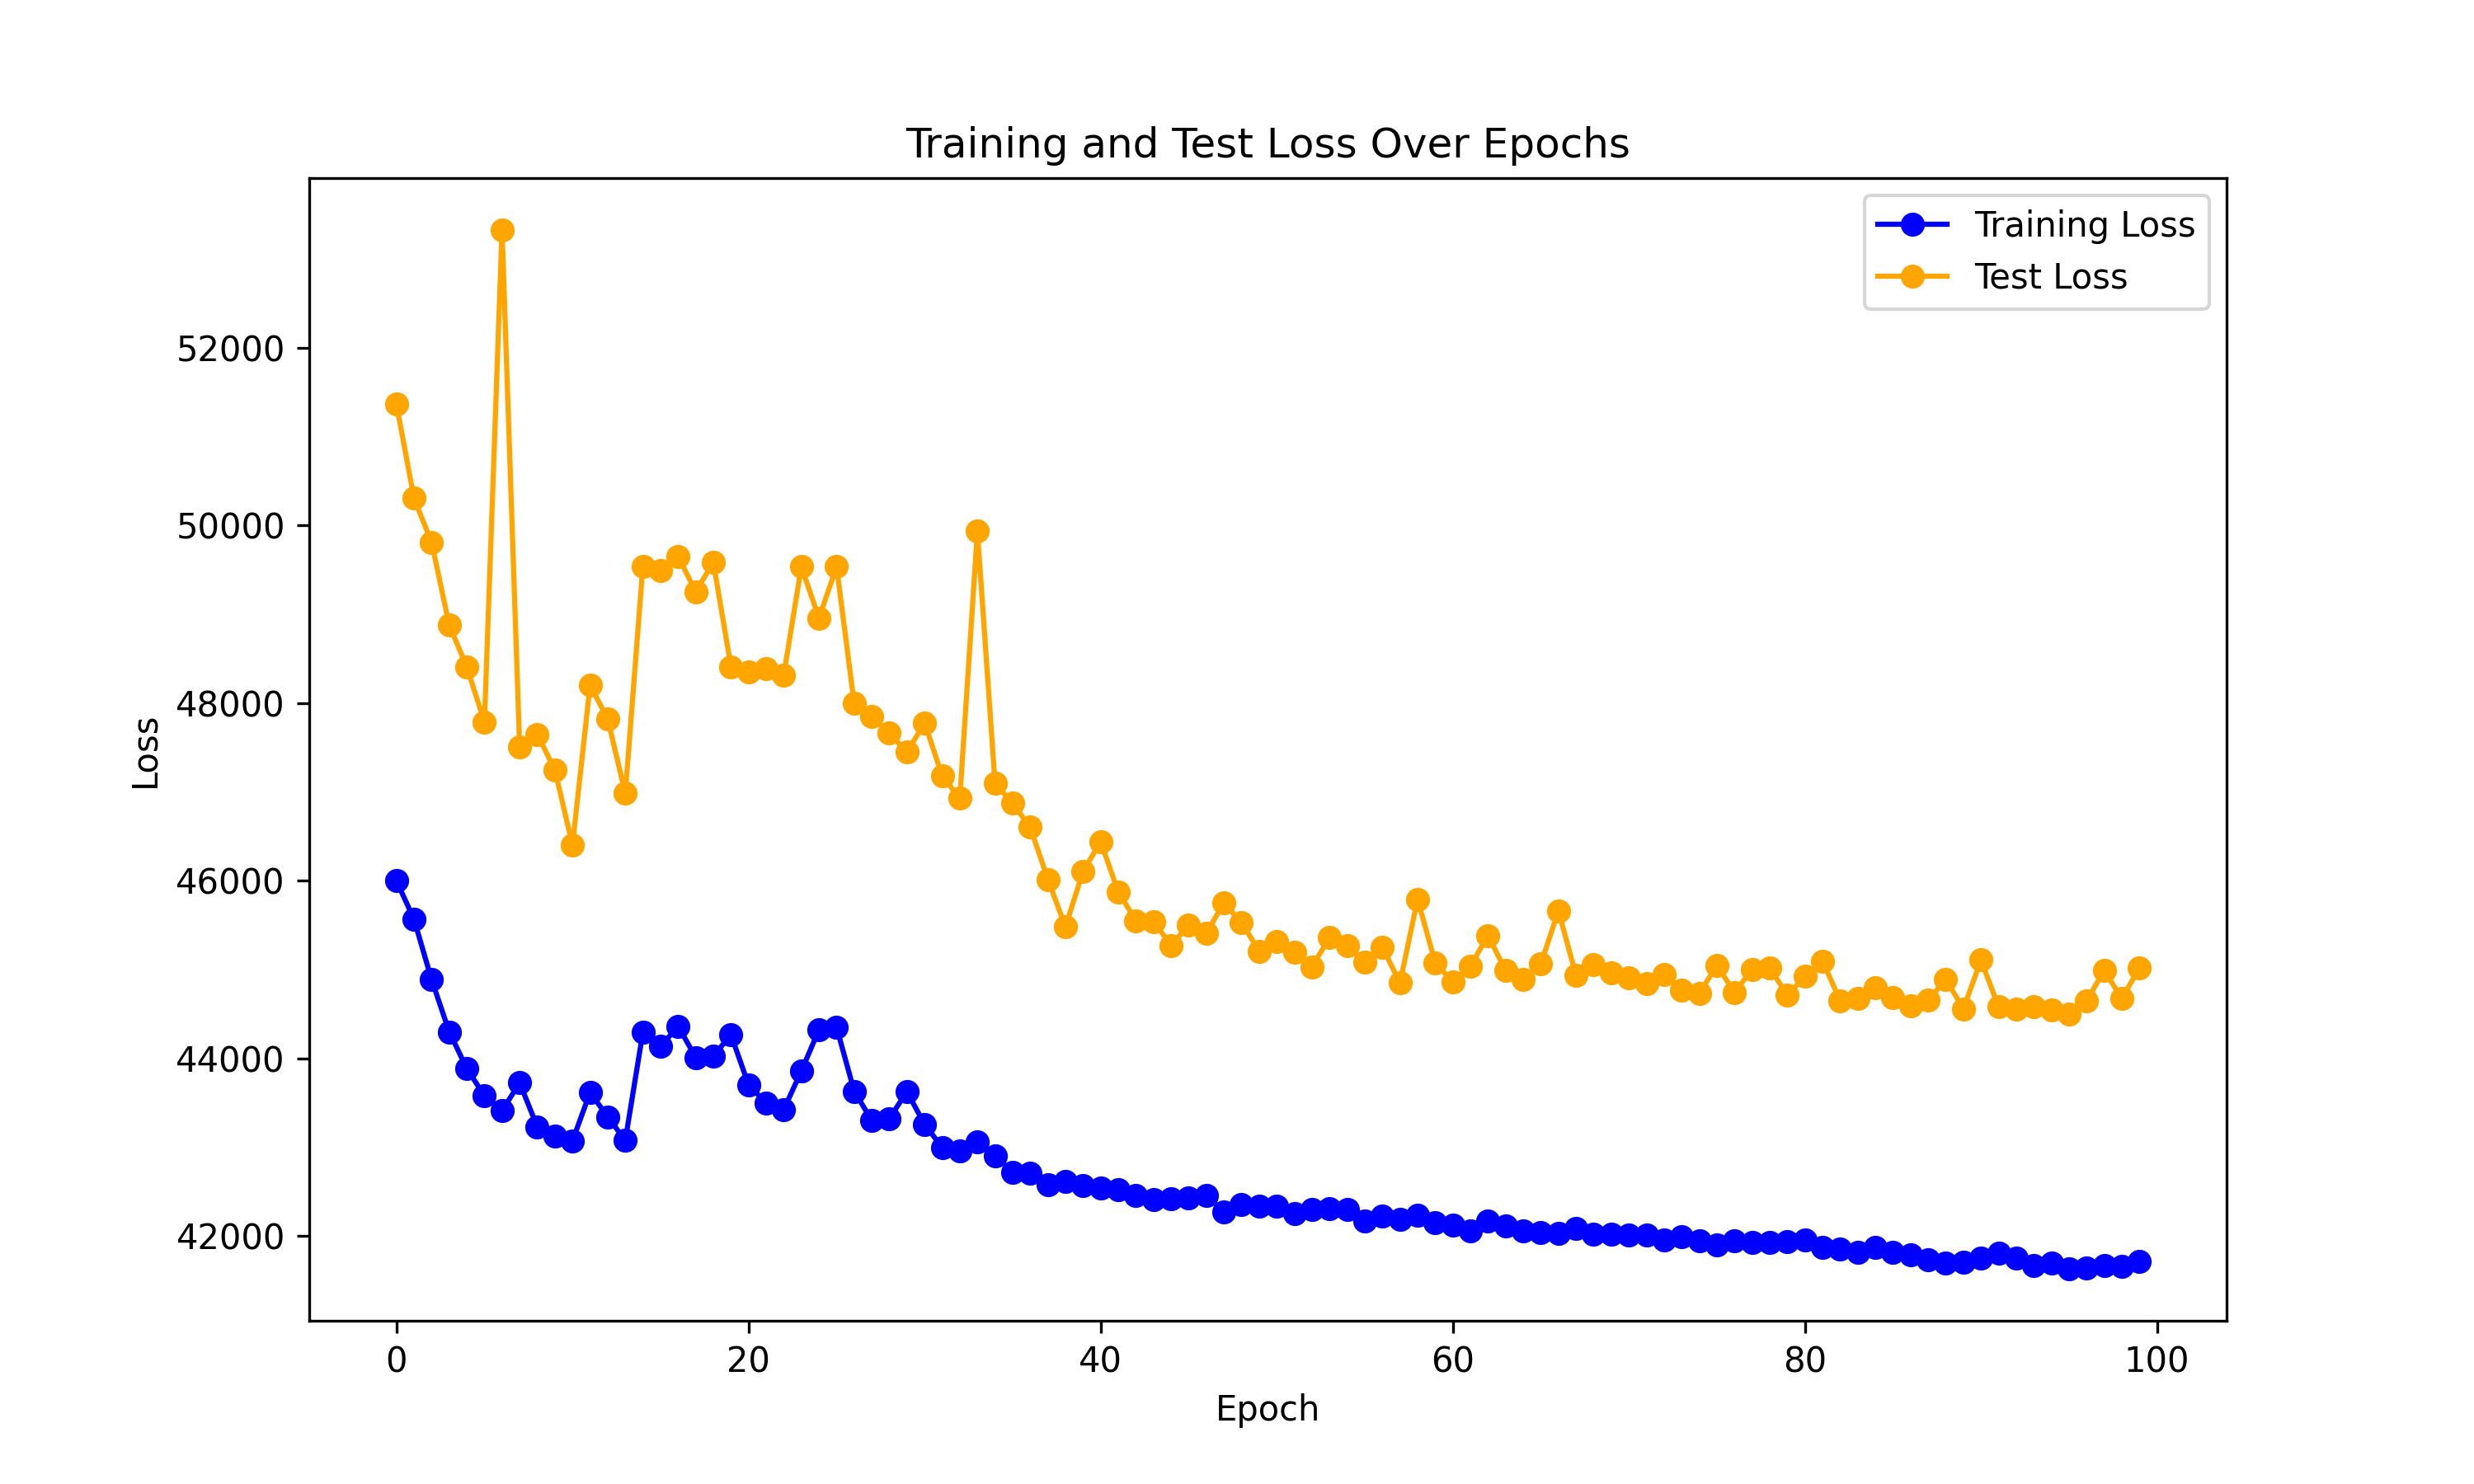 Training and Test Loss Over Epochs
Training Loss
Test Loss
52000
50000
48000
46000
44000
42000
Loss
0 20 40 60 80 100
Epoch